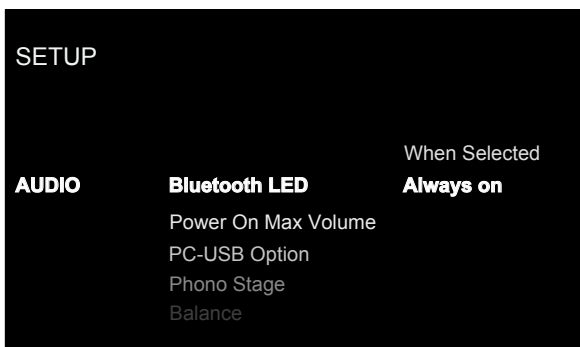 SETUP
When Selected
AUDIO Bluetooth LED Always on
Power On Max Volume
PC-USB Option
Phono Stage
Balance